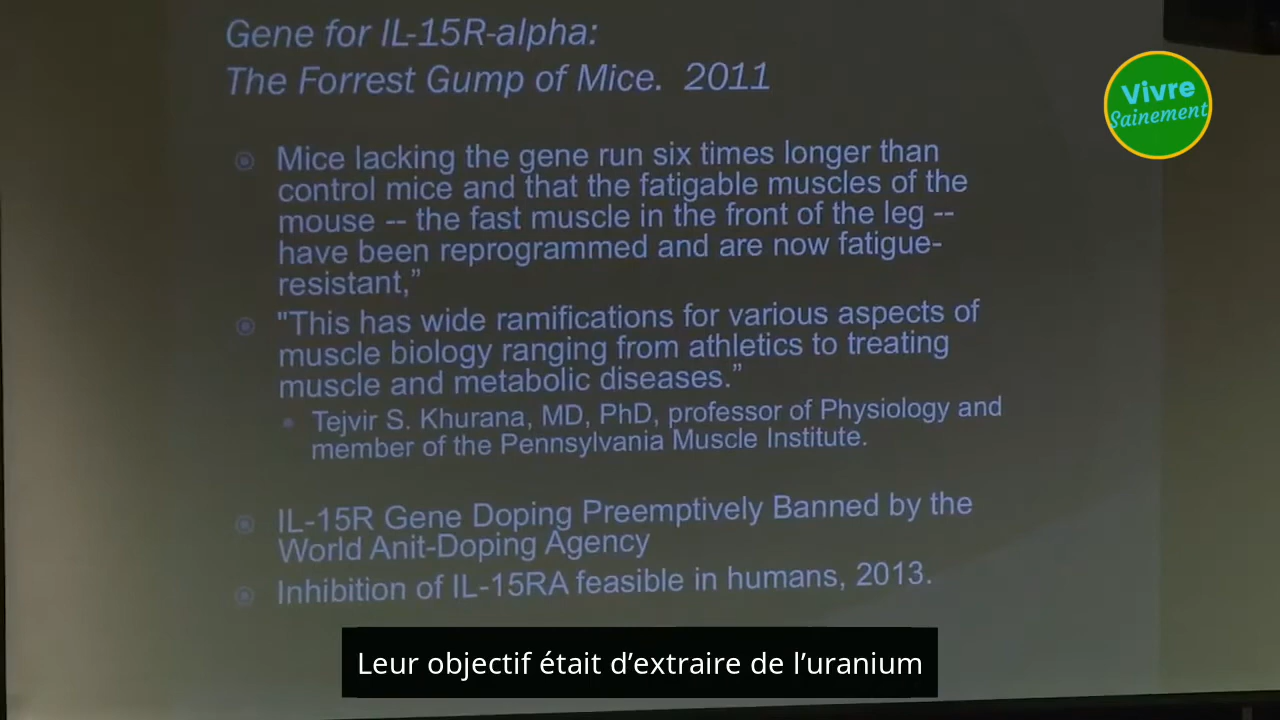 Gene for IL-15R-alpha:
The Forrest Gump of Mice. 2011
Vivre
Sainement
Mice lacking the gene run six times longer than
control mice and that the fatigable muscles of the
mouse -- the fast muscle in the front of the leg --
have been reprogrammed and are now fatigue-
resistant,”
"This has wide ramifications for various aspects of
muscle biology ranging from athletics to treating
muscle and metabolic diseases.”
Tejvir S. Khurana, MD, PhD, professor of Physiology and
member of the Pennsylvania Muscle Institute.
IL-15R Gene Doping Preemptively Banned by the
World Anit-Doping Agency
Inhibition of IL-15RA feasible in humans, 2013.
Leur objectif était d’extraire de l’uranium